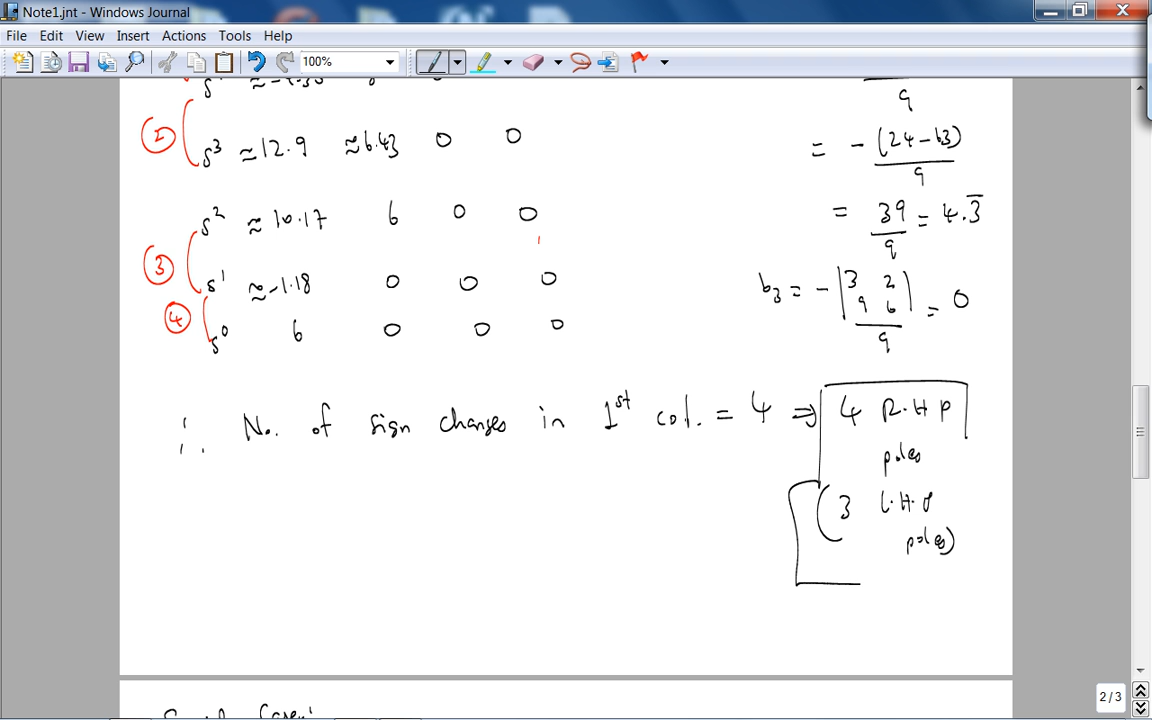 Note1.jnt - Windows Journal
File Edit View Insert Actions Tools Help
100%
9
② s³ ≈12.9 ≈6.43 0 0
= -(24-63)
9
s² ≈10.17 6 0 0
= 39 = 4.3̅
9
③ s¹ ≈-1.18 0 0 0
b₃ = - |3 2| = 0
|9 6|
9
④ s⁰ 6 0 0 0
∴ No. of sign changes in 1st col. = 4 ⇒ 4 R.H.P
poles
(3 L.H.P
poles)
2/3